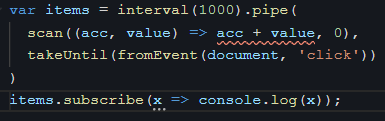 var items = interval(1000).pipe(
scan((acc, value) => acc + value, 0),
takeUntil(fromEvent(document, 'click'))
)
items.subscribe(x => console.log(x));